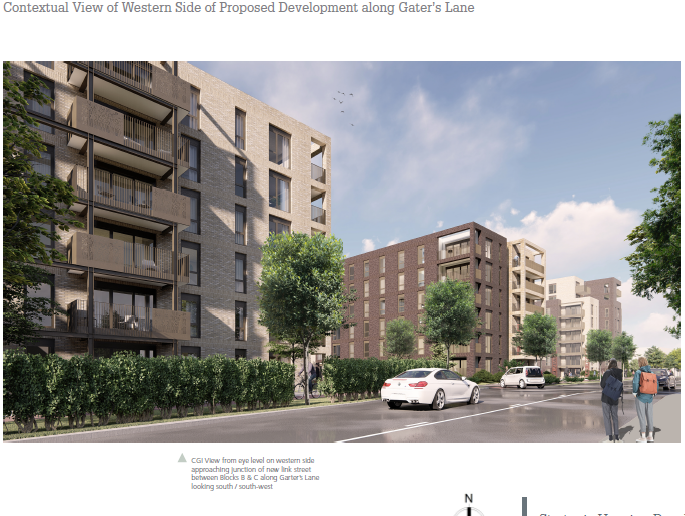 Contextual View of Western Side of Proposed Development along Gater's Lane
CGI View from eye level on western side
approaching junction of new link street
between Blocks B & C along Garter's Lane
looking south / south-west
N